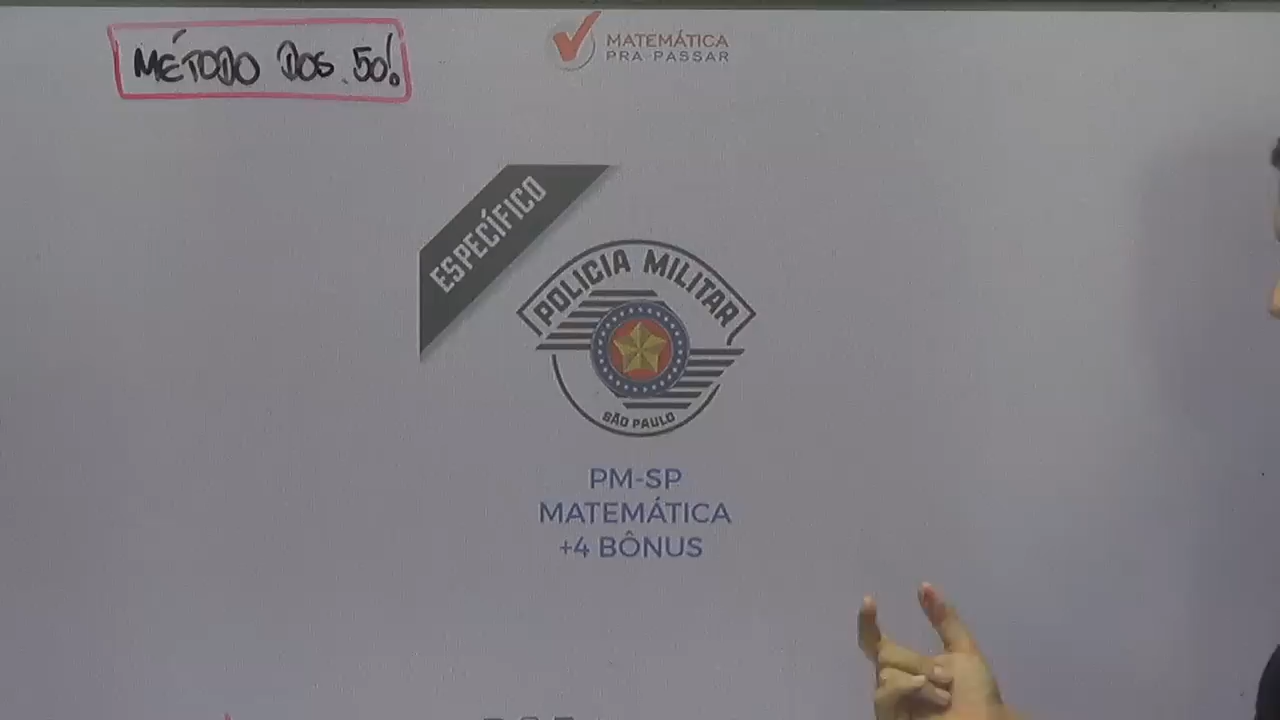 MÉTODO DOS 50!
MATEMÁTICA
PRA PASSAR
ESPECÍFICO
POLICIA MILITAR
SÃO PAULO
PM-SP
MATEMÁTICA
+4 BÔNUS